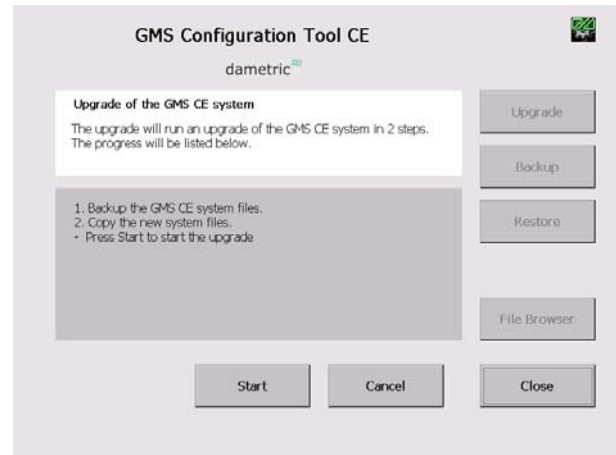 GMS Configuration Tool CE
dametric
Upgrade of the GMS CE system
The upgrade will run an upgrade of the GMS CE system in 2 steps.
The progress will be listed below.
1. Backup the GMS CE system files.
2. Copy the new system files.
- Press Start to start the upgrade
Upgrade
Backup
Restore
File Browser
Start
Cancel
Close